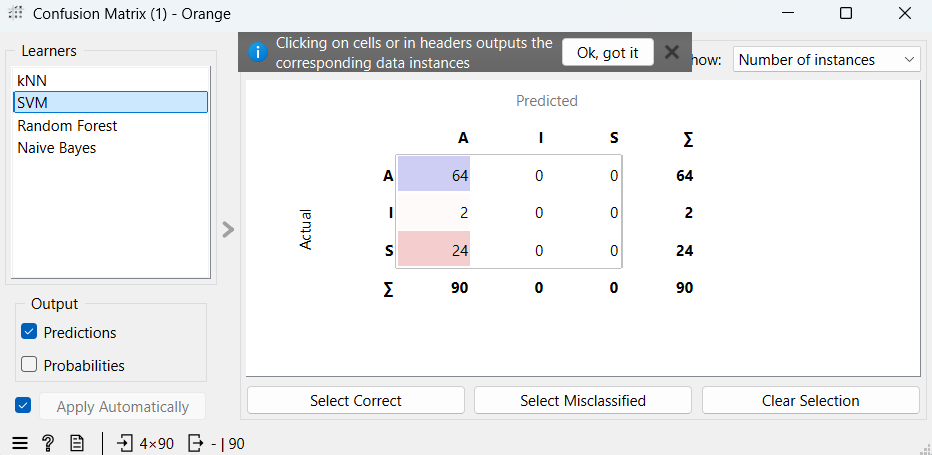 Confusion Matrix (1) - Orange
Learners
kNN
SVM
Random Forest
Naive Bayes
Output
Predictions
Probabilities
Apply Automatically
Clicking on cells or in headers outputs the
corresponding data instances
Ok, got it
how:
Number of instances
Predicted
A I S Σ
A 64 0 0 64
I 2 0 0 2
S 24 0 0 24
Σ 90 0 0 90
Actual
Select Correct
Select Misclassified
Clear Selection
? 4×90 - | 90